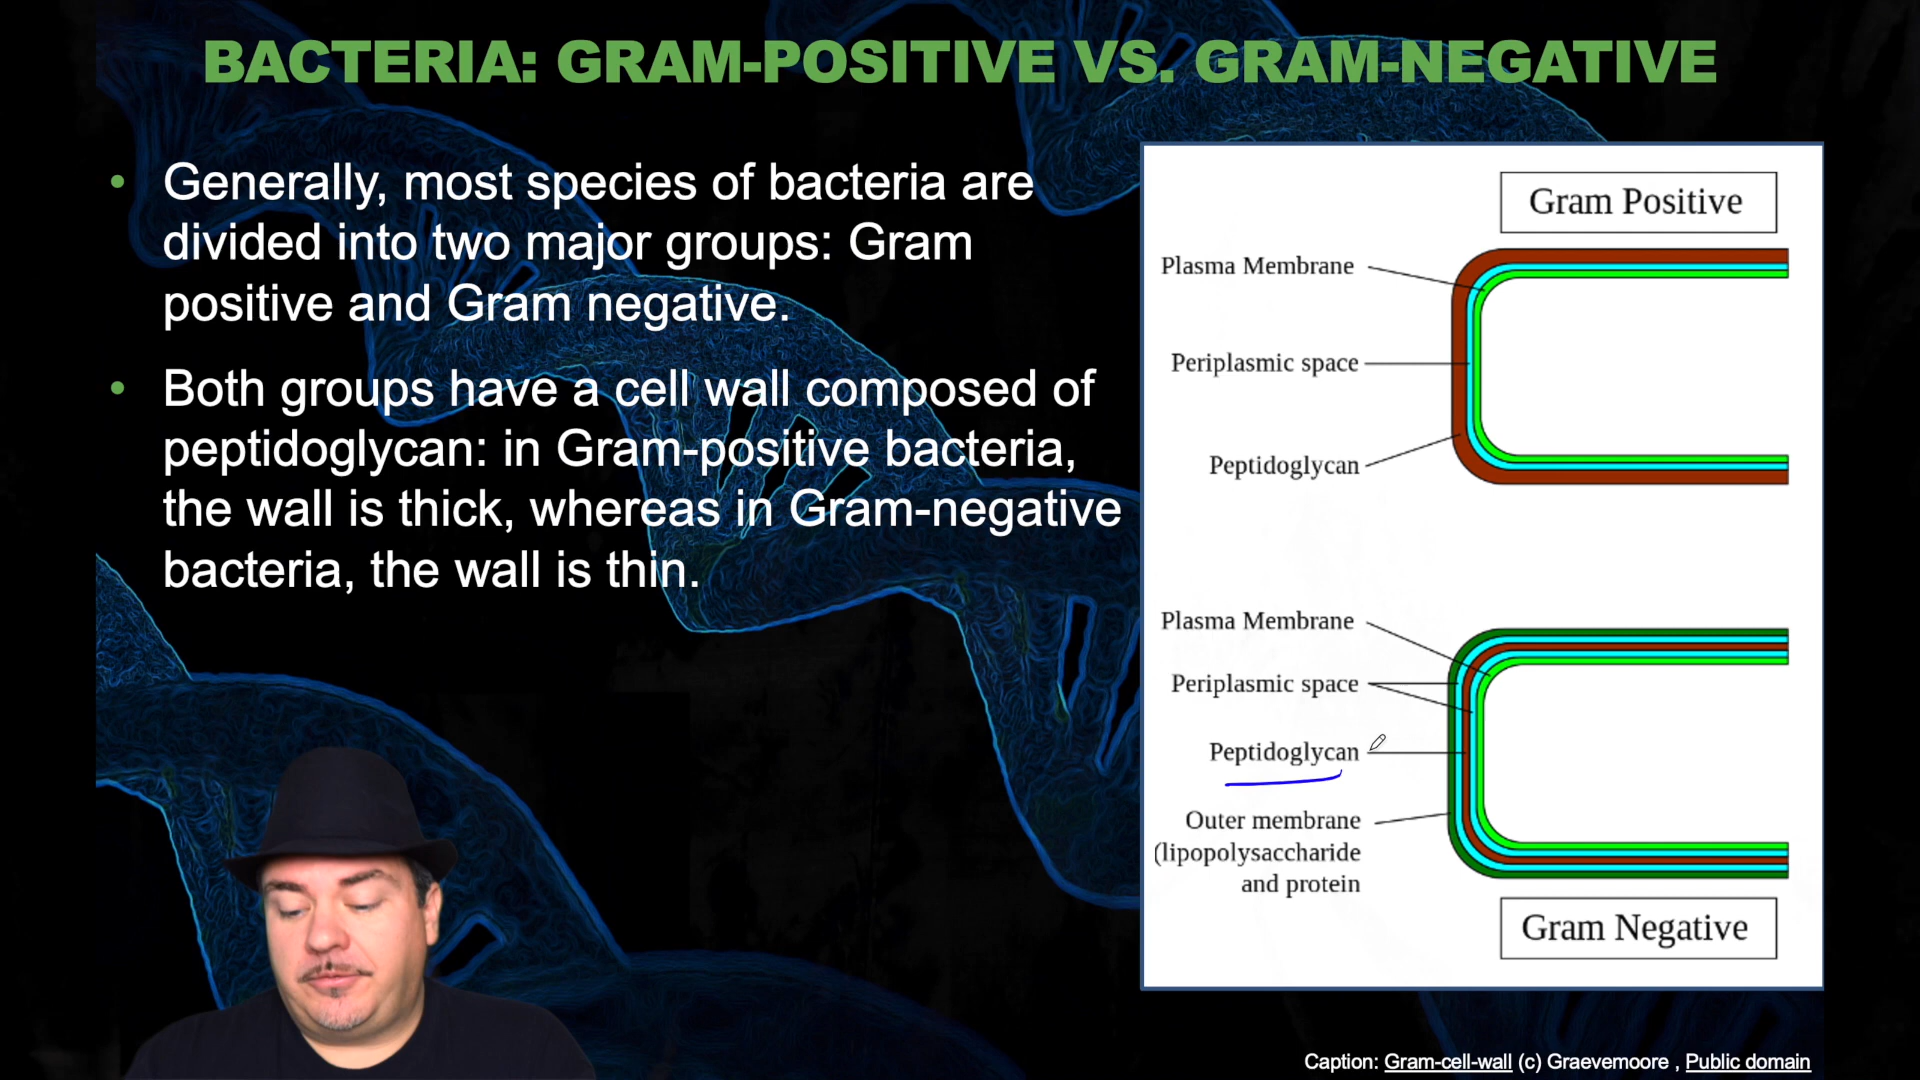 BACTERIA: GRAM-POSITIVE VS. GRAM-NEGATIVE
• Generally, most species of bacteria are
divided into two major groups: Gram
positive and Gram negative.
• Both groups have a cell wall composed of
peptidoglycan: in Gram-positive bacteria,
the wall is thick, whereas in Gram-negative
bacteria, the wall is thin.
Gram Positive
Plasma Membrane
Periplasmic space
Peptidoglycan
Plasma Membrane
Periplasmic space
Peptidoglycan
Outer membrane
(lipopolysaccharide
and protein
Gram Negative
Caption: Gram-cell-wall (c) Graevemoore , Public domain